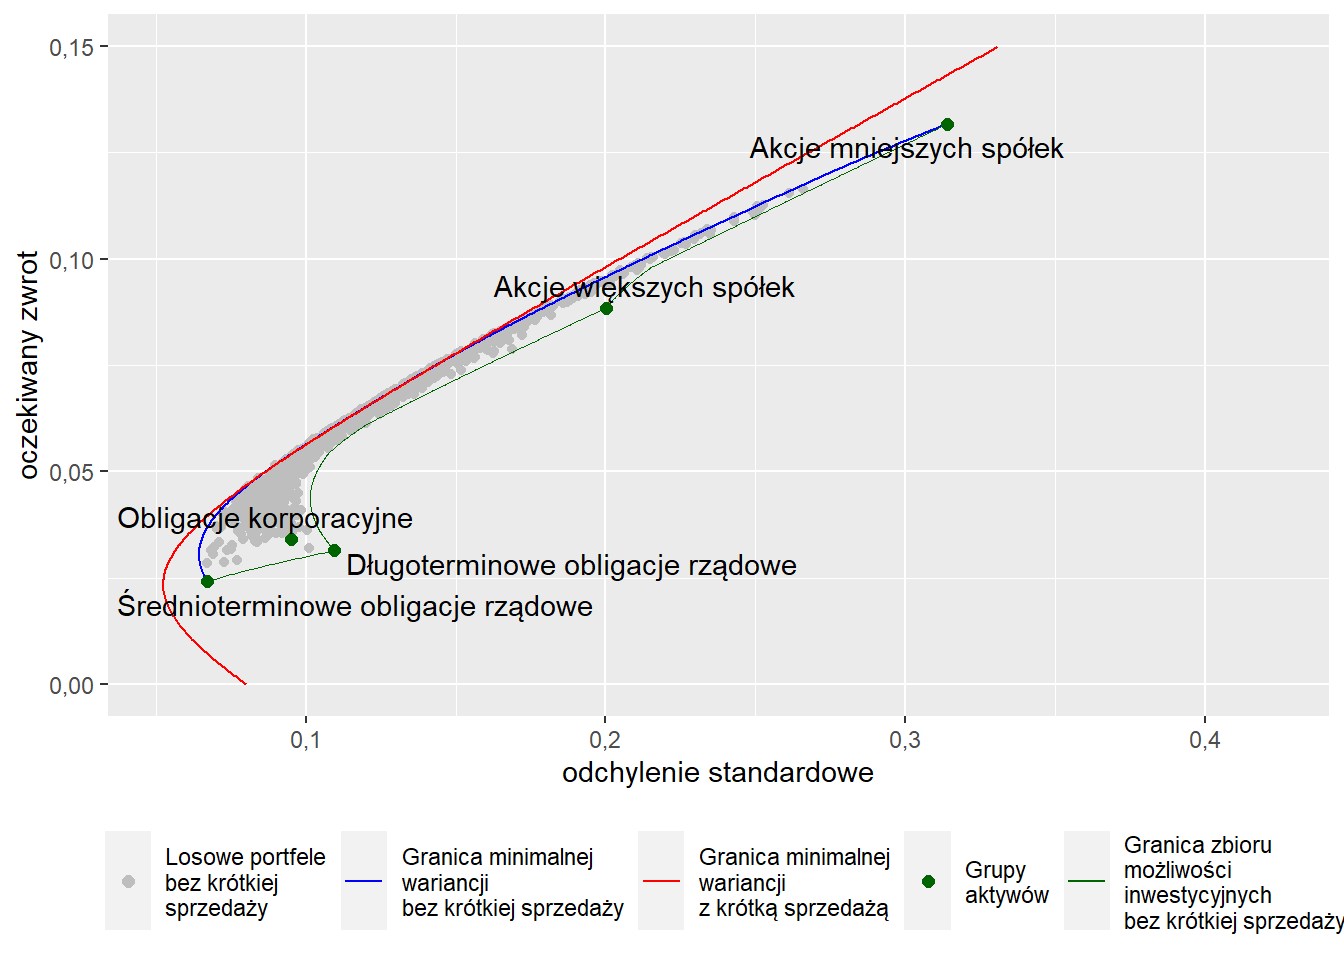 oczekiwany zwrot
0,15
0,10
0,05
0,00
Akcje mniejszych spółek
Akcje większych spółek
Obligacje korporacyjne
Długoterminowe obligacje rządowe
Średnioterminowe obligacje rządowe
0,1
0,2
0,3
0,4
odchylenie standardowe
Losowe portfele
bez krótkiej
sprzedaży
Granica minimalnej
wariancji
bez krótkiej sprzedaży
Granica minimalnej
wariancji
z krótką sprzedażą
Grupy
aktywów
Granica zbioru
możliwości
inwestycyjnych
bez krótkiej sprzedaży